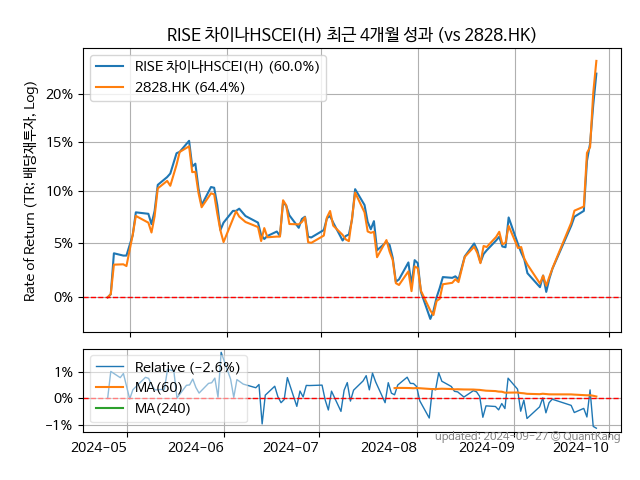 RISE 차이나HSCEI(H) 최근 4개월 성과 (vs 2828.HK)
Rate of Return (TR: 배당재투자, Log)
RISE 차이나HSCEI(H) (60.0%)
2828.HK (64.4%)
20%
15%
10%
5%
0%
Relative (−2.6%)
MA(60)
MA(240)
1%
0%
−1%
2024−05
2024−06
2024−07
2024−08
2024−09
2024−10
updated: 2024-09-27 © QuantKang